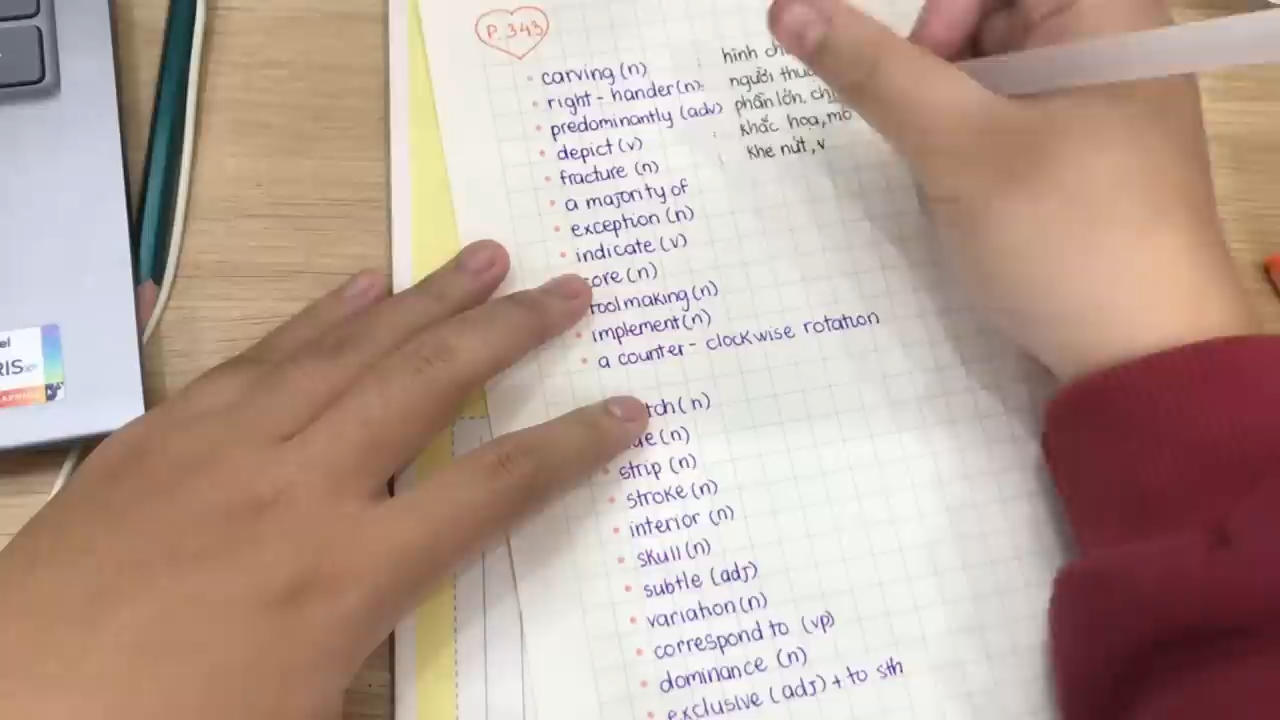 P.343
carving (n) : hình
right - hander (n): người
predominantly (adv) phần lớn,
depict (v) : khắc họa, mô
fracture (n) : khe nứt,
a majority of
exception (n)
indicate (v)
(n)
toolmaking (n)
implement (n)
a counter - clockwise rotation
(n)
(n)
strip (n)
stroke (n)
interior (n)
skull (n)
subtle (adj)
variation (n)
correspond to (vp)
dominance (n)
exclusive (adj) + to sth